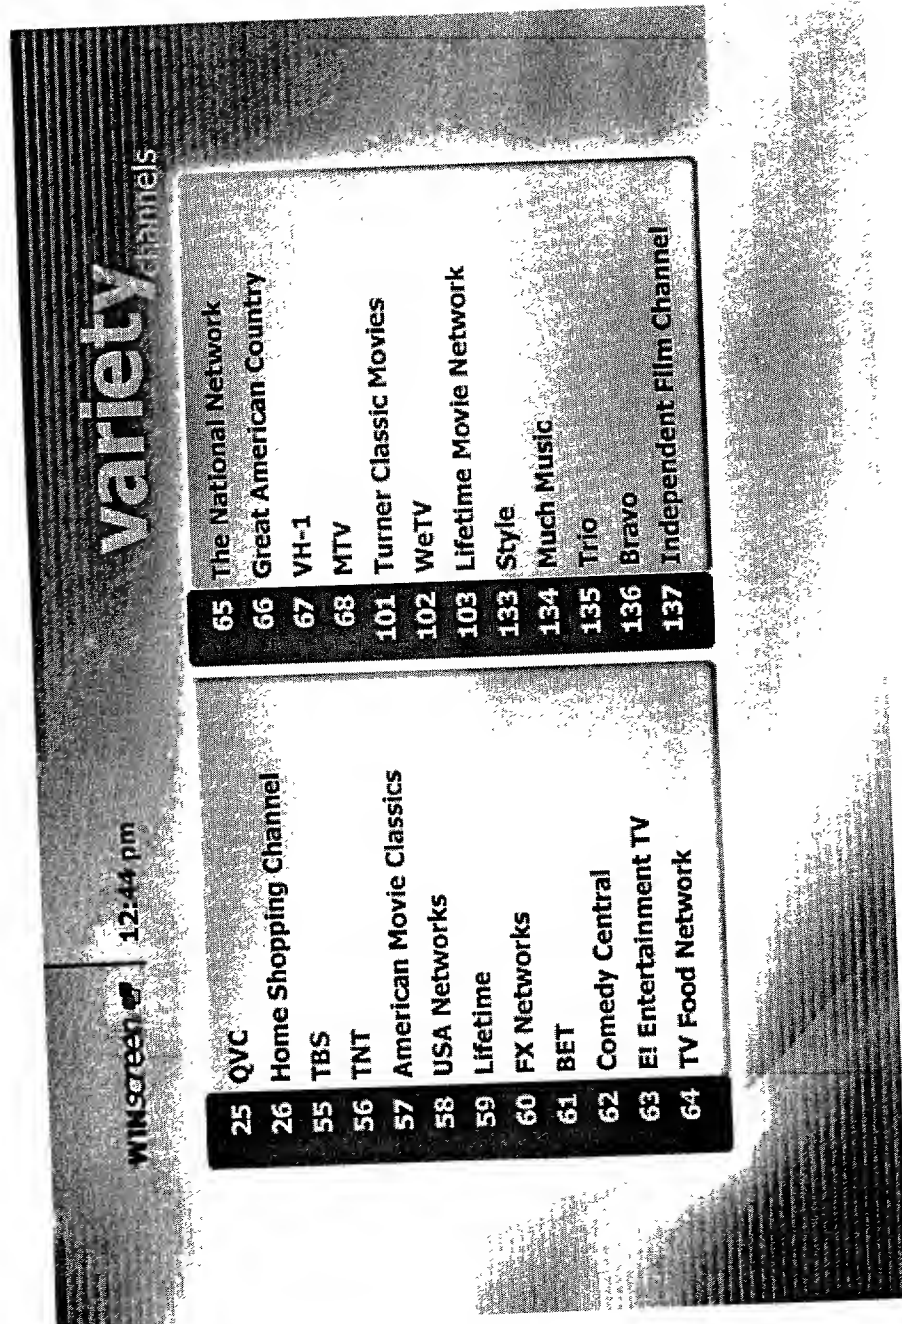 WINscreen
12:44 pm
variety
channels
25 QVC
26 Home Shopping Channel
55 TBS
56 TNT
57 American Movie Classics
58 USA Networks
59 Lifetime
60 FX Networks
61 BET
62 Comedy Central
63 E! Entertainment TV
64 TV Food Network
65 The National Network
66 Great American Country
67 VH-1
68 MTV
101 Turner Classic Movies
102 WeTV
103 Lifetime Movie Network
133 Style
134 Much Music
135 Trio
136 Bravo
137 Independent Film Channel